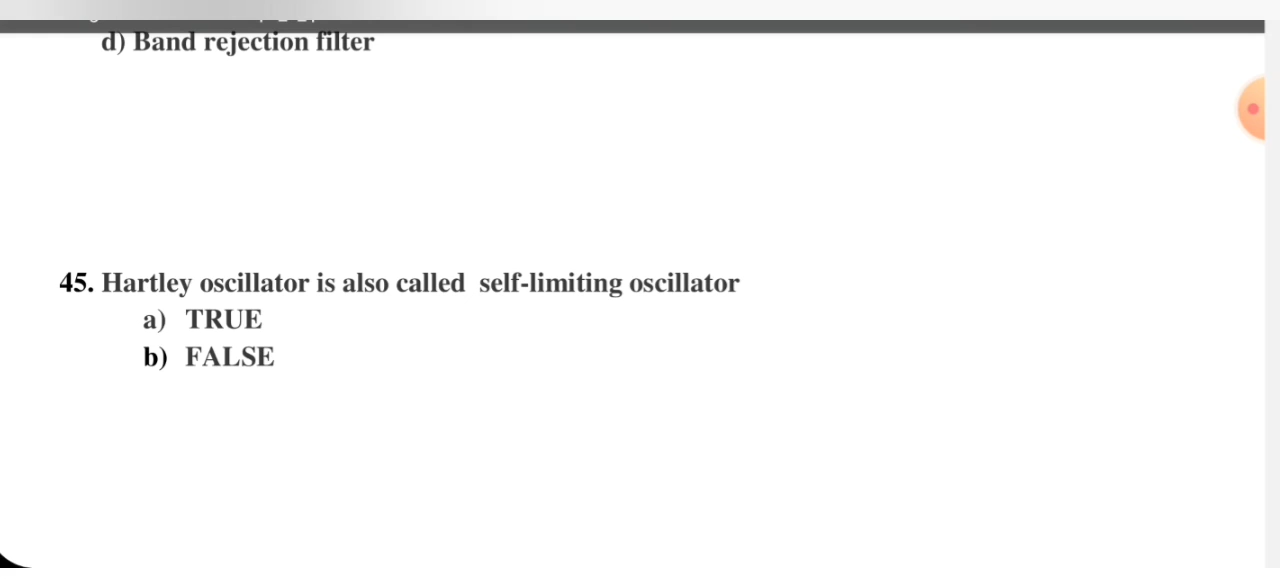 d) Band rejection filter
45. Hartley oscillator is also called self-limiting oscillator
a) TRUE
b) FALSE